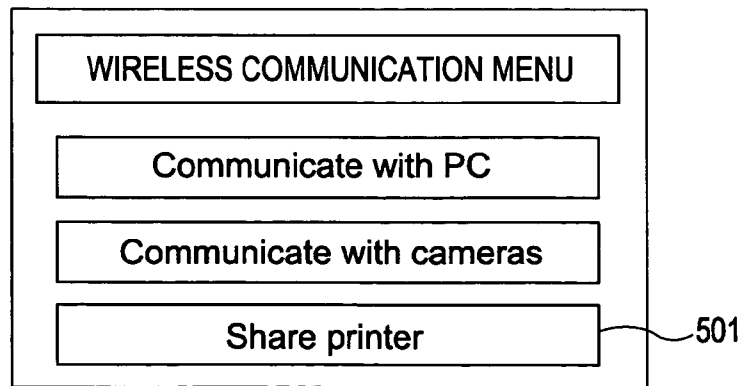 WIRELESS COMMUNICATION MENU
Communicate with PC
Communicate with cameras
Share printer
501